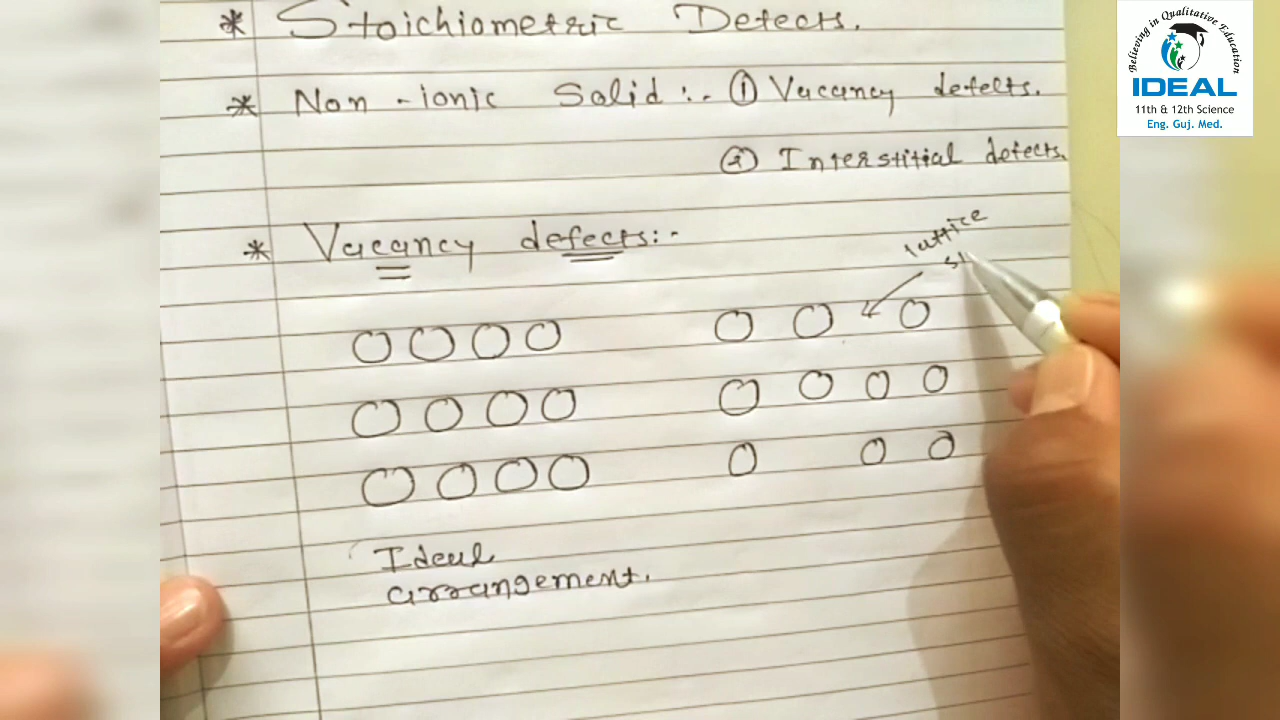 * Stoichiometric Defects.
* Non-ionic Solid :- ① Vacancy defects.
② Interstitial defects.
* Vacancy defects :-
lattice
Ideal
arrangement.
Believing in Qualitative Education
IDEAL
11th & 12th Science
Eng. Guj. Med.